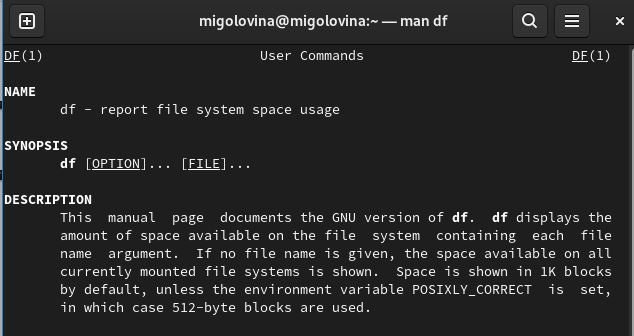 migolovina@migolovina:~ — man df
DF(1) User Commands DF(1)
NAME
df - report file system space usage
SYNOPSIS
df [OPTION]... [FILE]...
DESCRIPTION
This manual page documents the GNU version of df. df displays the
amount of space available on the file system containing each file
name argument. If no file name is given, the space available on all
currently mounted file systems is shown. Space is shown in 1K blocks
by default, unless the environment variable POSIXLY_CORRECT is set,
in which case 512-byte blocks are used.